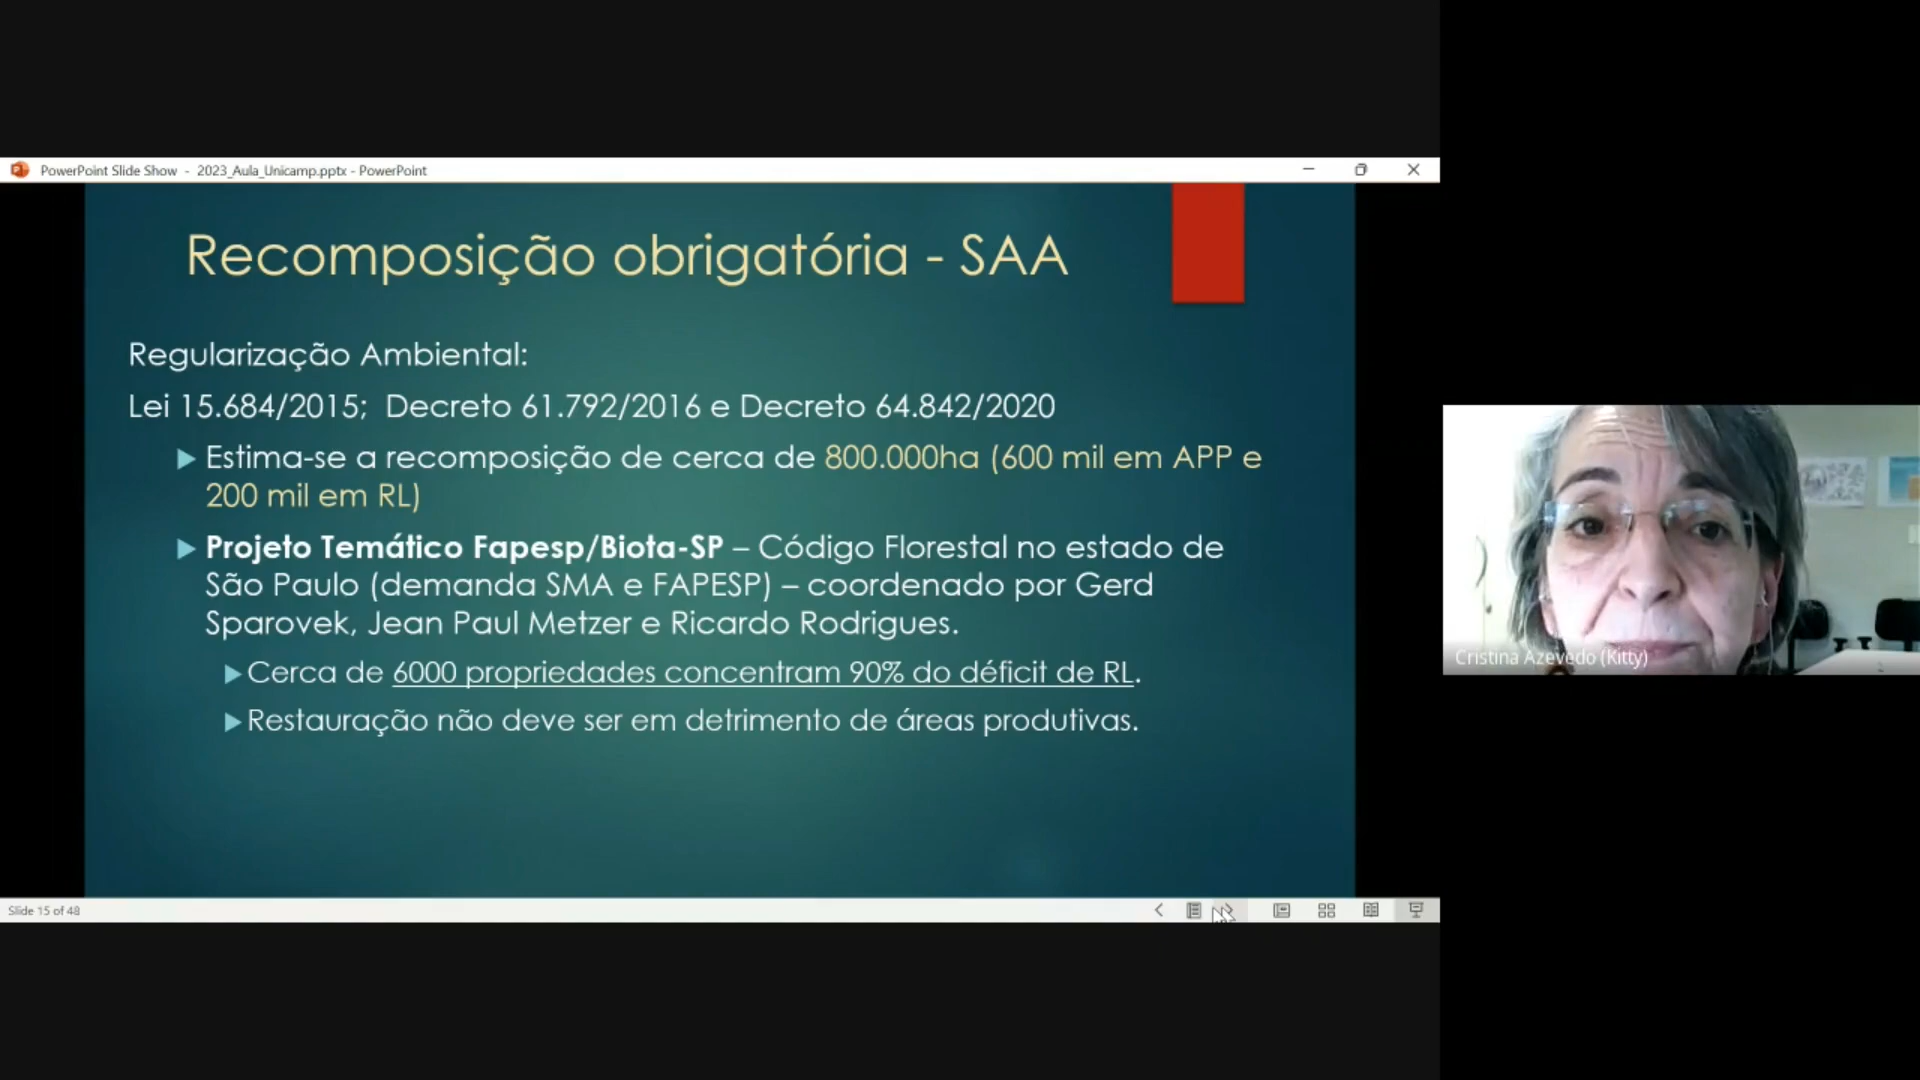 PowerPoint Slide Show - 2023_Aula_Unicamp.pptx - PowerPoint
Recomposição obrigatória - SAA
Regularização Ambiental:
Lei 15.684/2015; Decreto 61.792/2016 e Decreto 64.842/2020
Estima-se a recomposição de cerca de 800.000ha (600 mil em APP e
200 mil em RL)
Projeto Temático Fapesp/Biota-SP – Código Florestal no estado de
São Paulo (demanda SMA e FAPESP) – coordenado por Gerd
Sparovek, Jean Paul Metzer e Ricardo Rodrigues.
Cerca de 6000 propriedades concentram 90% do déficit de RL.
Restauração não deve ser em detrimento de áreas produtivas.
Cristina Azevedo (Kitty)
Slide 15 of 48